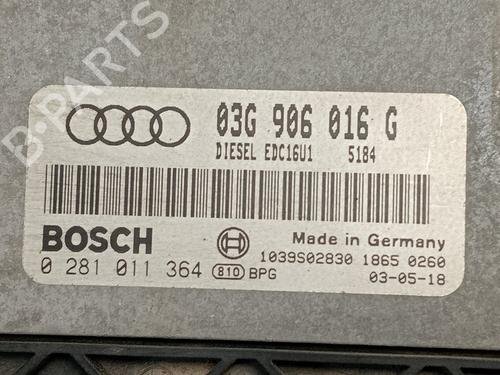 B-PARTS
03G 906 016 G
DIESEL EDC16U1 5184
BOSCH
Made in Germany
0 281 011 364 810 BPG
1039S02830 1865 0260
03-05-18